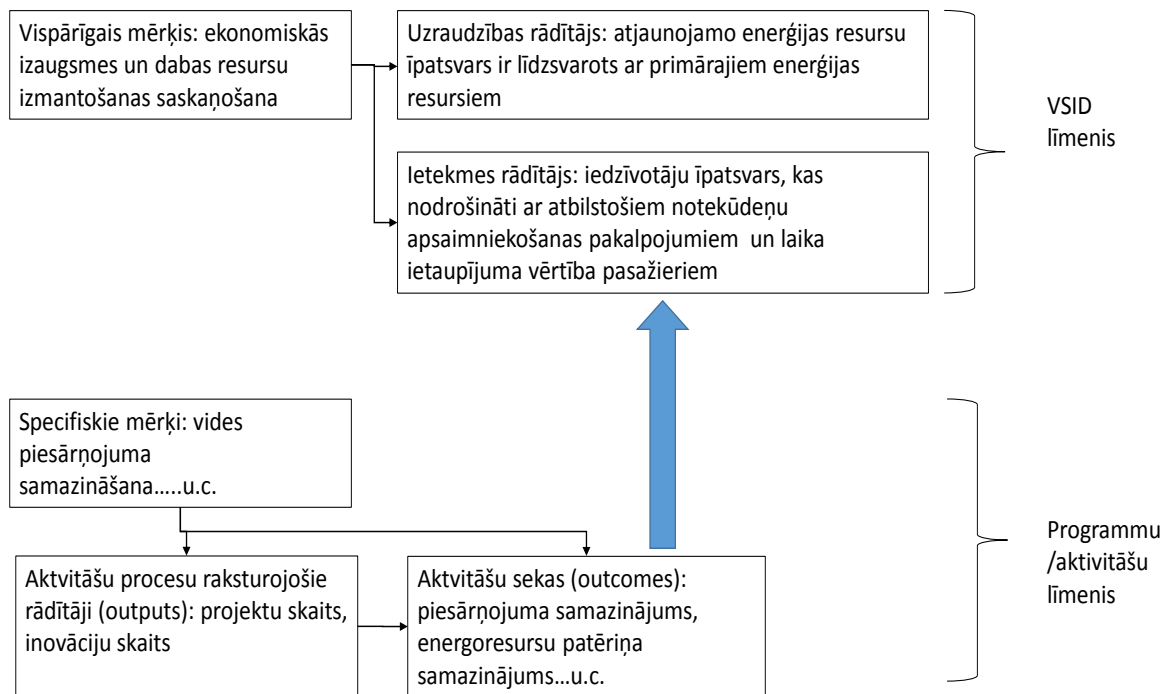 Vispārīgais mērķis: ekonomiskās
izaugsmes un dabas resursu
izmantošanas saskaņošana
Uzraudzības rādītājs: atjaunojamo enerģijas resursu
īpatsvars ir līdzsvarots ar primārajiem enerģijas
resursiem
VSID
līmenis
Ietekmes rādītājs: iedzīvotāju īpatsvars, kas
nodrošināti ar atbilstošiem notekūdeņu
apsaimniekošanas pakalpojumiem un laika
ietaupījuma vērtība pasažieriem
Specifiskie mērķi: vides
piesārņojuma
samazināšana.....u.c.
Aktvitāšu procesu raksturojošie
rādītāji (outputs): projektu skaits,
inovāciju skaits
Aktvitāšu sekas (outcomes):
piesārņojuma samazinājums,
energoresursu patēriņa
samazinājums...u.c.
Programmu
/aktivitāšu
līmenis